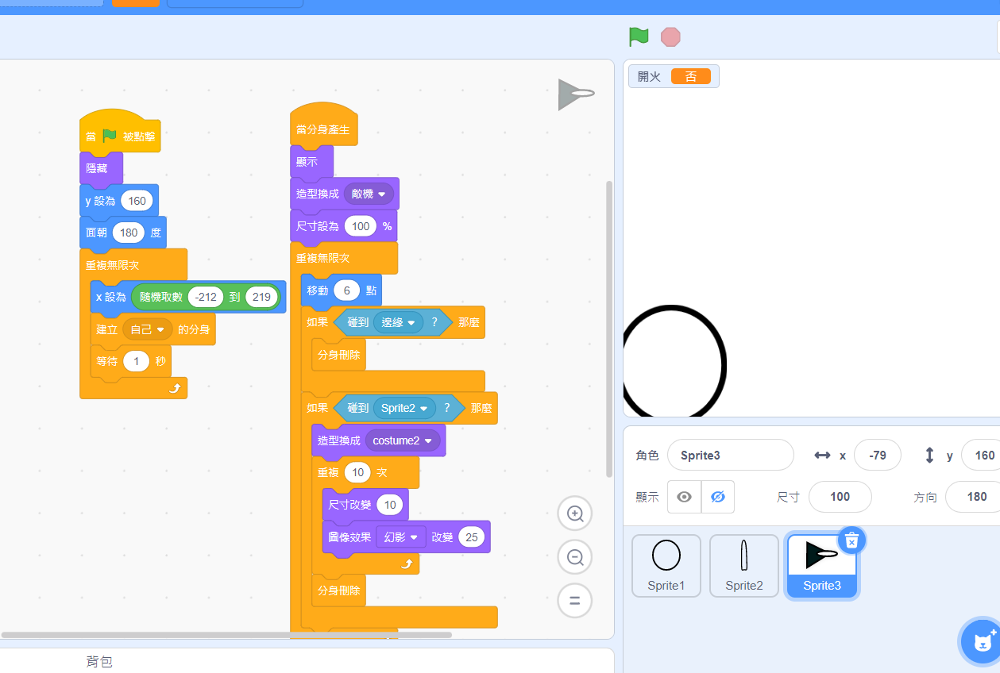 當 被點擊
隱藏
y 設為 160
面朝 180 度
重複無限次
x 設為 隨機取數 -212 到 219
建立 自己 的分身
等待 1 秒
當分身產生
顯示
造型換成 敵機
尺寸設為 100 %
重複無限次
移動 6 點
如果 碰到 邊緣 ? 那麼
分身刪除
如果 碰到 Sprite2 ? 那麼
造型換成 costume2
重複 10 次
尺寸改變 10
圖像效果 幻影 改變 25
分身刪除
背包
開火 否
角色 Sprite3 x -79 y 160
顯示 尺寸 100 方向 180
Sprite1 Sprite2 Sprite3